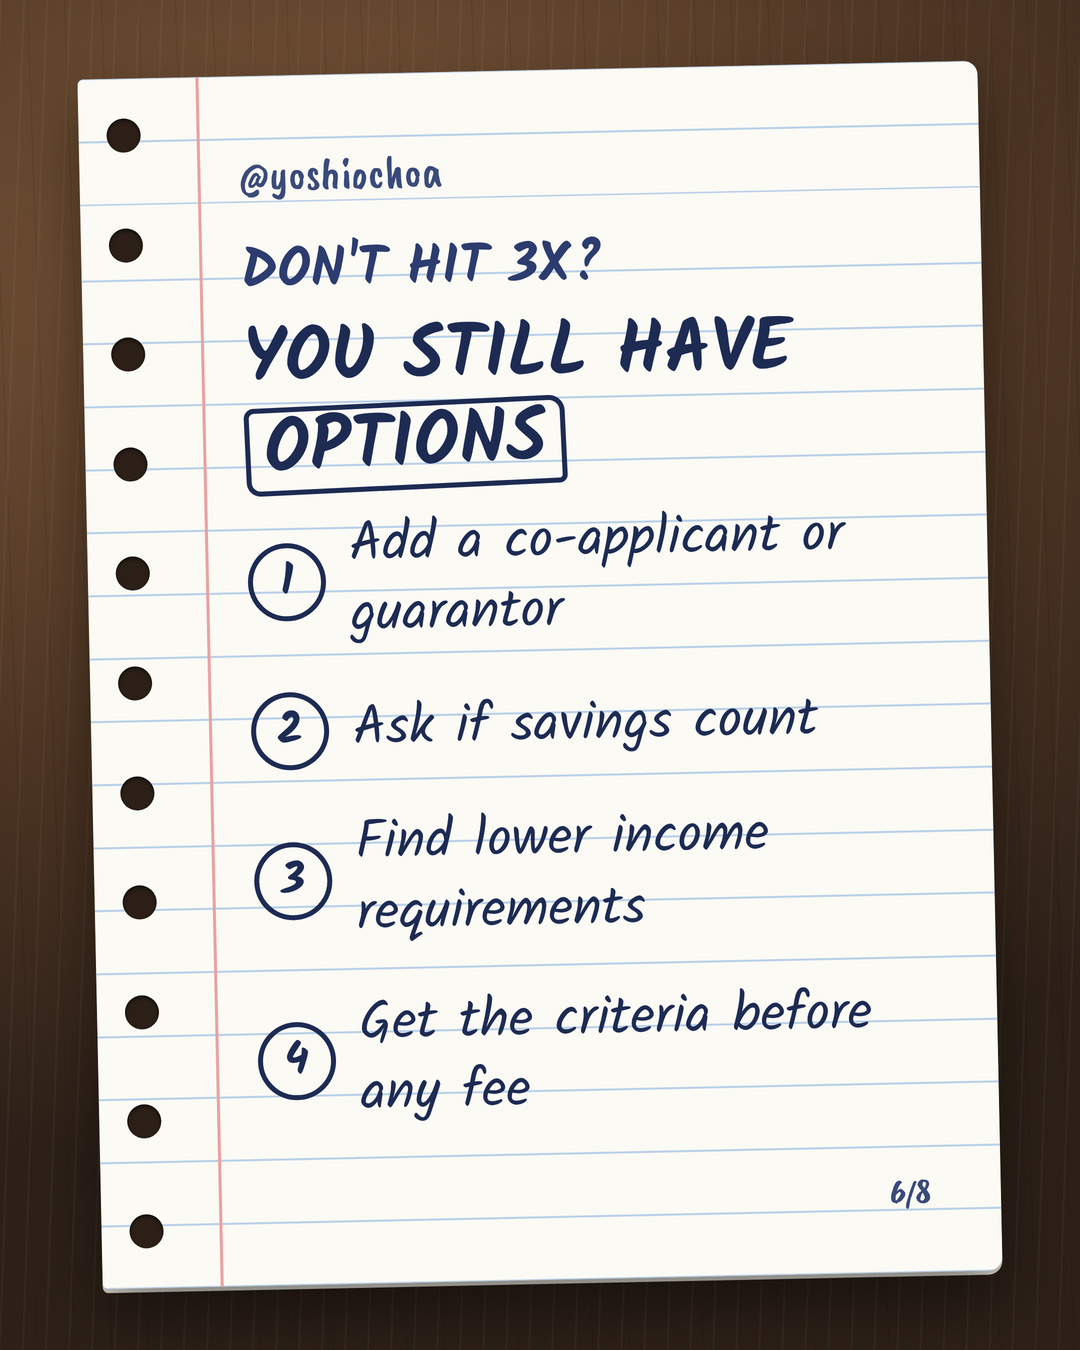 @yoshiochoa
DON'T HIT 3X?
YOU STILL HAVE
OPTIONS
1 Add a co-applicant or
guarantor
2 Ask if savings count
3 Find lower income
requirements
4 Get the criteria before
any fee
6/8